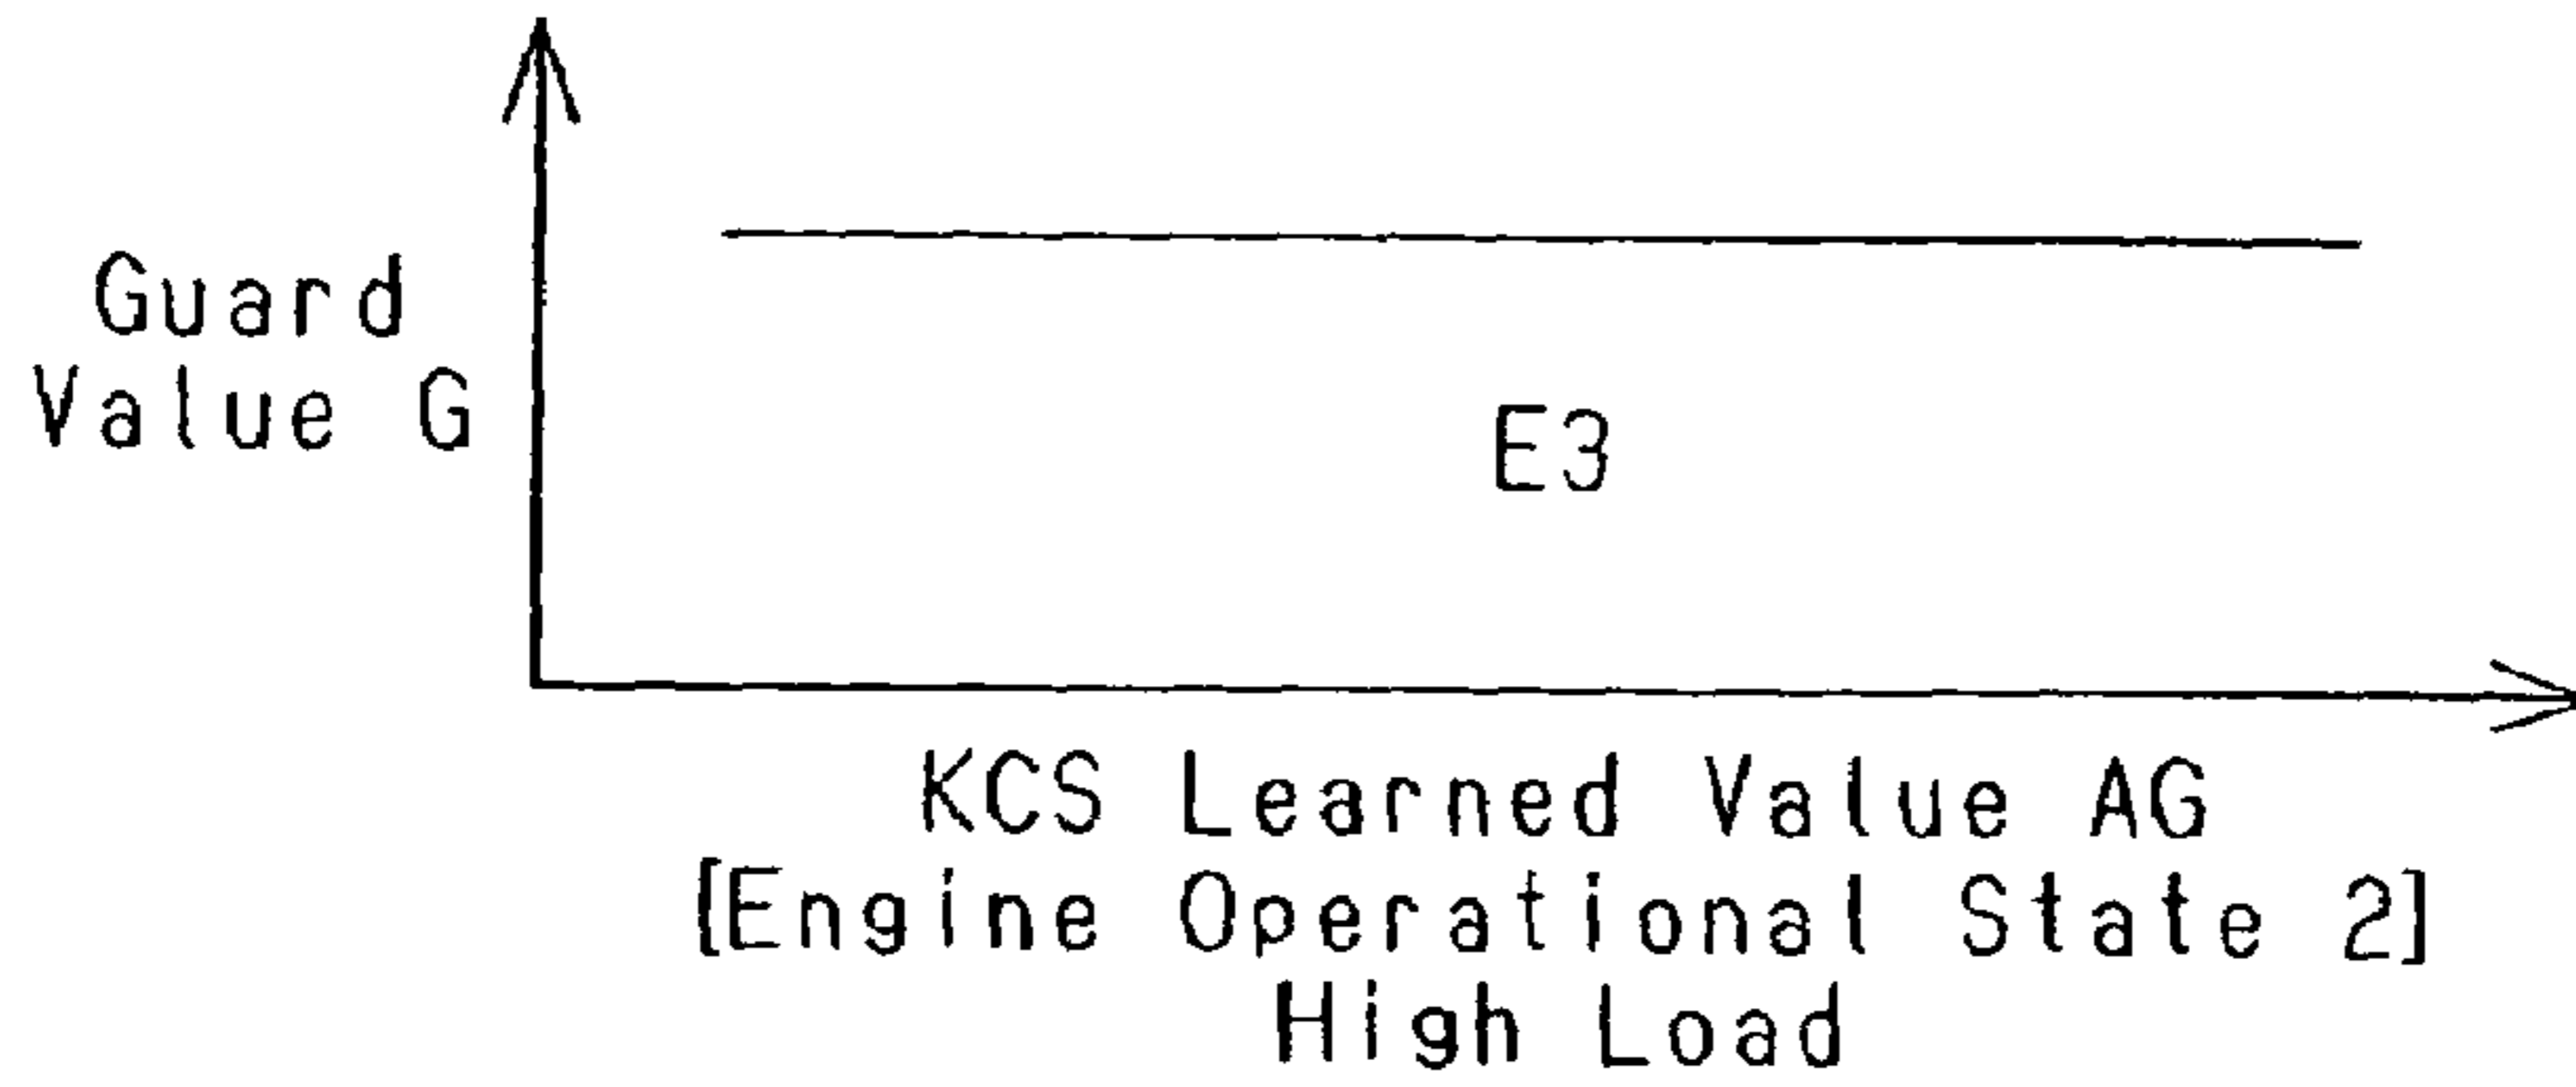 Guard
Value G
E3
KCS Learned Value AG
[Engine Operational State 2]
High Load